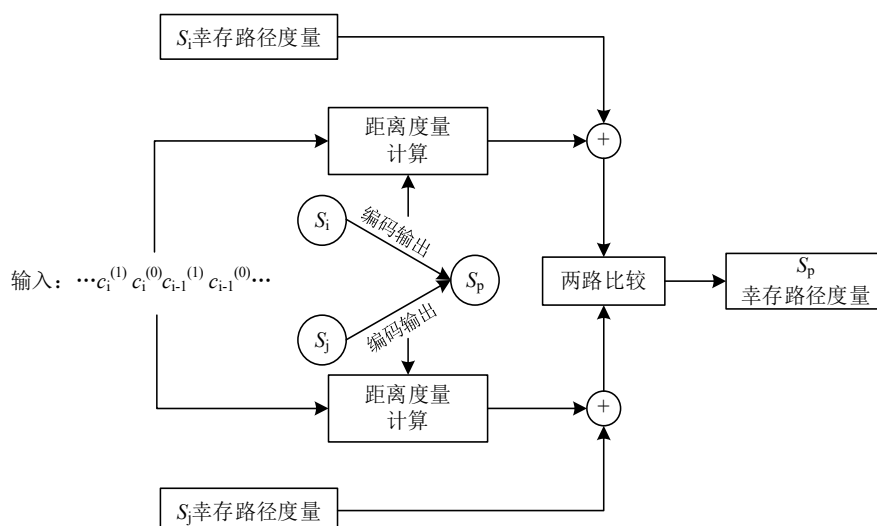 Si幸存路径度量
距离度量
计算
+
Si
编码输出
Sp
输入：⋯ci(1) ci(0)ci-1(1) ci-1(0)⋯
两路比较
Sp
幸存路径度量
Sj
编码输出
距离度量
计算
+
Sj幸存路径度量